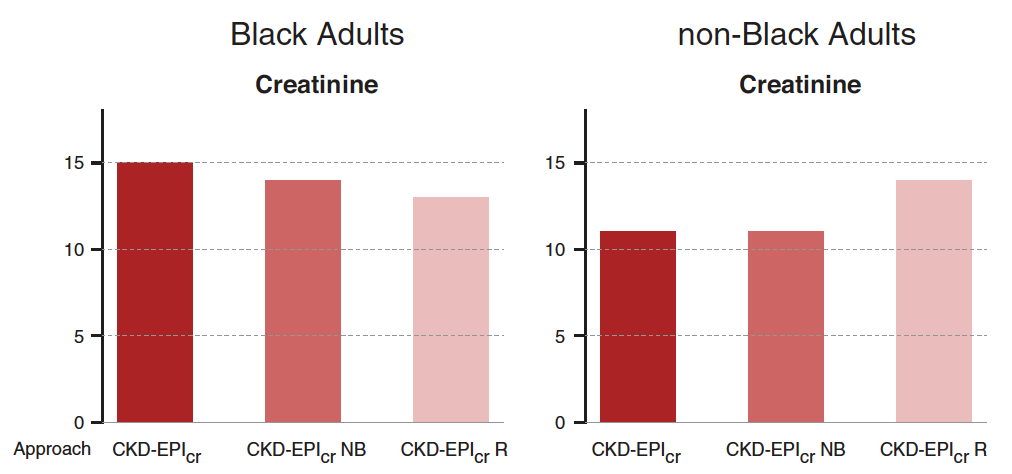 Black Adults
Creatinine
15
10
5
0
Approach CKD-EPIcr CKD-EPIcr NB CKD-EPIcr R
non-Black Adults
Creatinine
15
10
5
0
CKD-EPIcr CKD-EPIcr NB CKD-EPIcr R